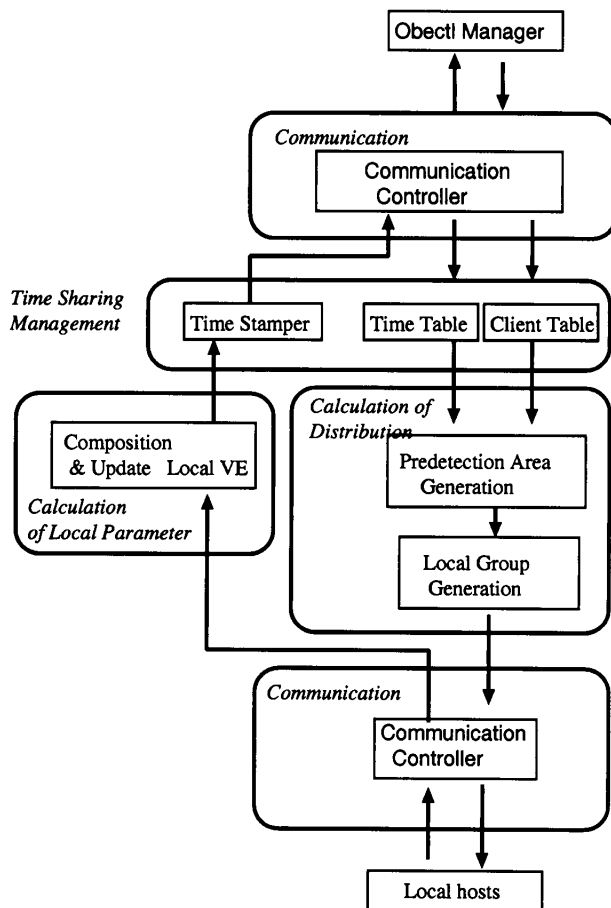 Obectl Manager
Communication
Communication
Controller
Time Sharing
Management
Time Stamper
Time Table
Client Table
Calculation of
Distribution
Composition
& Update Local VE
Calculation
of Local Parameter
Predetection Area
Generation
Local Group
Generation
Communication
Communication
Controller
Local hosts